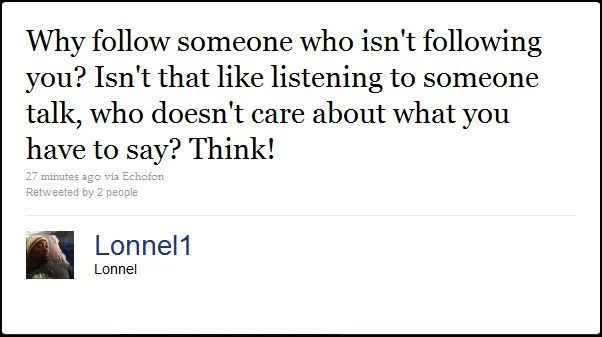 Why follow someone who isn't following
you? Isn't that like listening to someone
talk, who doesn't care about what you
have to say? Think!
27 minutes ago via Echofon
Retweeted by 2 people
Lonnel1
Lonnel